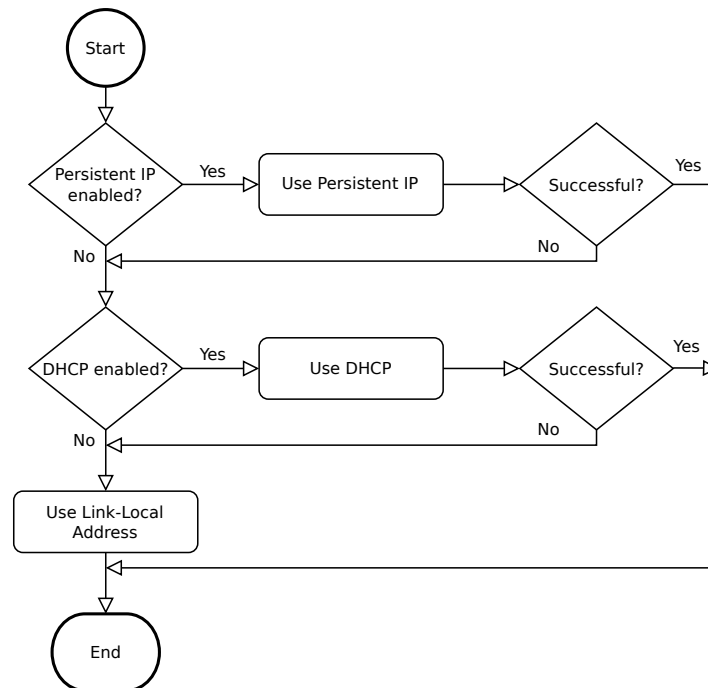 Start
Persistent IP
enabled?
Yes
Use Persistent IP
Successful?
Yes
No
No
DHCP enabled?
Yes
Use DHCP
Successful?
Yes
No
No
Use Link-Local
Address
End